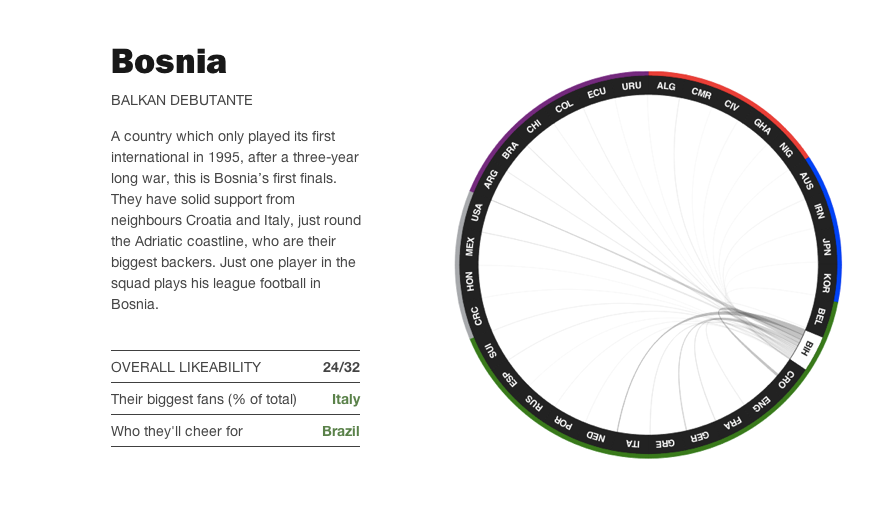 Bosnia
BALKAN DEBUTANTE
A country which only played its first
international in 1995, after a three-year
long war, this is Bosnia’s first finals.
They have solid support from
neighbours Croatia and Italy, just round
the Adriatic coastline, who are their
biggest backers. Just one player in the
squad plays his league football in
Bosnia.
OVERALL LIKEABILITY 24/32
Their biggest fans (% of total) Italy
Who they'll cheer for Brazil
URU
ALG
CMR
CIV
GHA
NIG
AUS
IRN
JPN
KOR
BEL
BIH
CRO
ENG
FRA
GER
GRE
ITA
NED
POR
RUS
ESP
SUI
CRC
HON
MEX
USA
ARG
BRA
CHI
COL
ECU